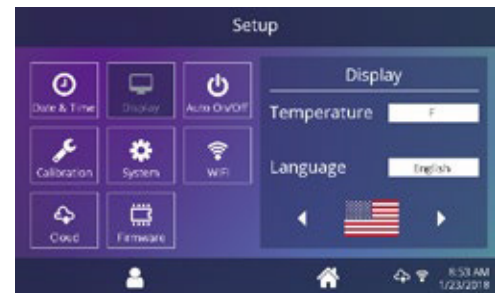 Setup
Date & Time
Display
Auto On/Off
Calibration
System
WiFi
Cloud
Firmware
Display
Temperature F
Language English
8:53 AM
1/23/2018